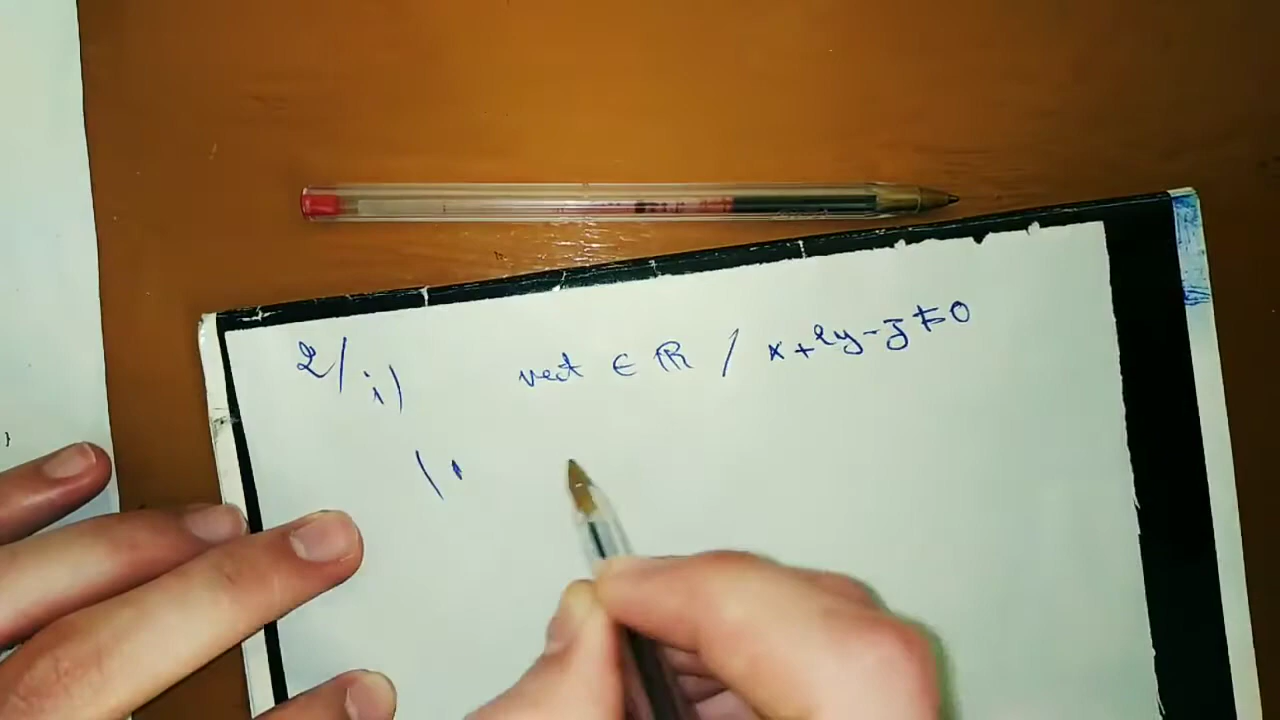 2/ i) vect ∈ ℝ / x+2y-z≠0
}